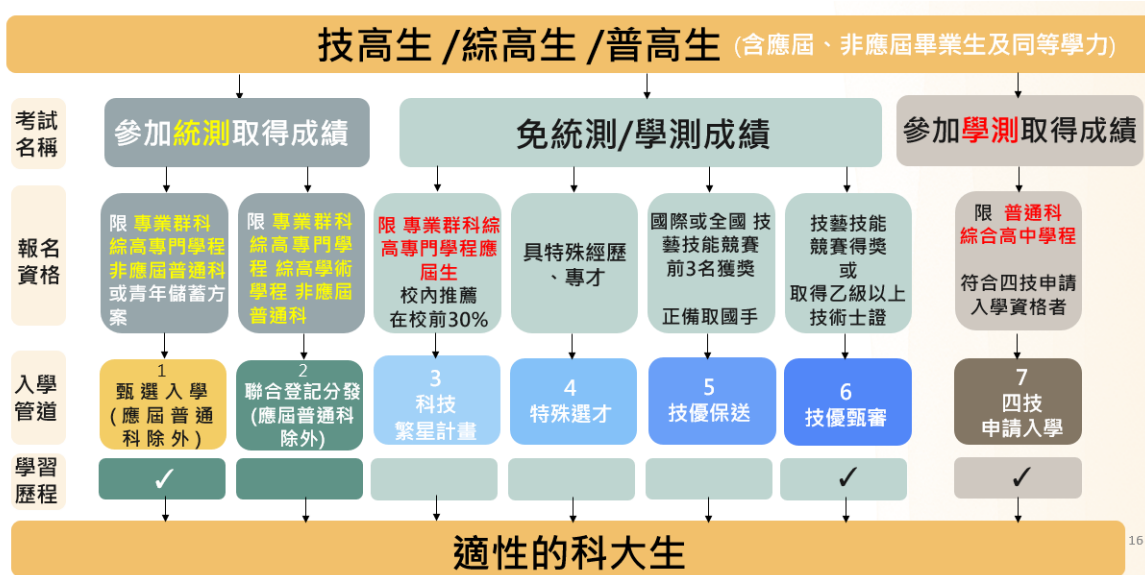 技高生 /綜高生 /普高生 (含應屆、非應屆畢業生及同等學力)
考試
名稱
參加統測取得成績
免統測/學測成績
參加學測取得成績
報名
資格
限 專業群科
綜高專門學程
非應屆普通科
或青年儲蓄方
案
限 專業群科
綜高專門學
程 綜高學術
學程 非應屆
普通科
限 專業群科綜
高專門學程應
屆生
校內推薦
在校前30%
具特殊經歷
、專才
國際或全國 技
藝技能競賽
前3名獲獎
正備取國手
技藝技能
競賽得獎
或
取得乙級以上
技術士證
限 普通科
綜合高中學程
符合四技申請
入學資格者
入學
管道
1
甄選入學
(應屆普通
科除外)
2
聯合登記分發
(應屆普通科
除外)
3
科技
繁星計畫
4
特殊選才
5
技優保送
6
技優甄審
7
四技
申請入學
學習
歷程
✓
✓
✓
適性的科大生
16